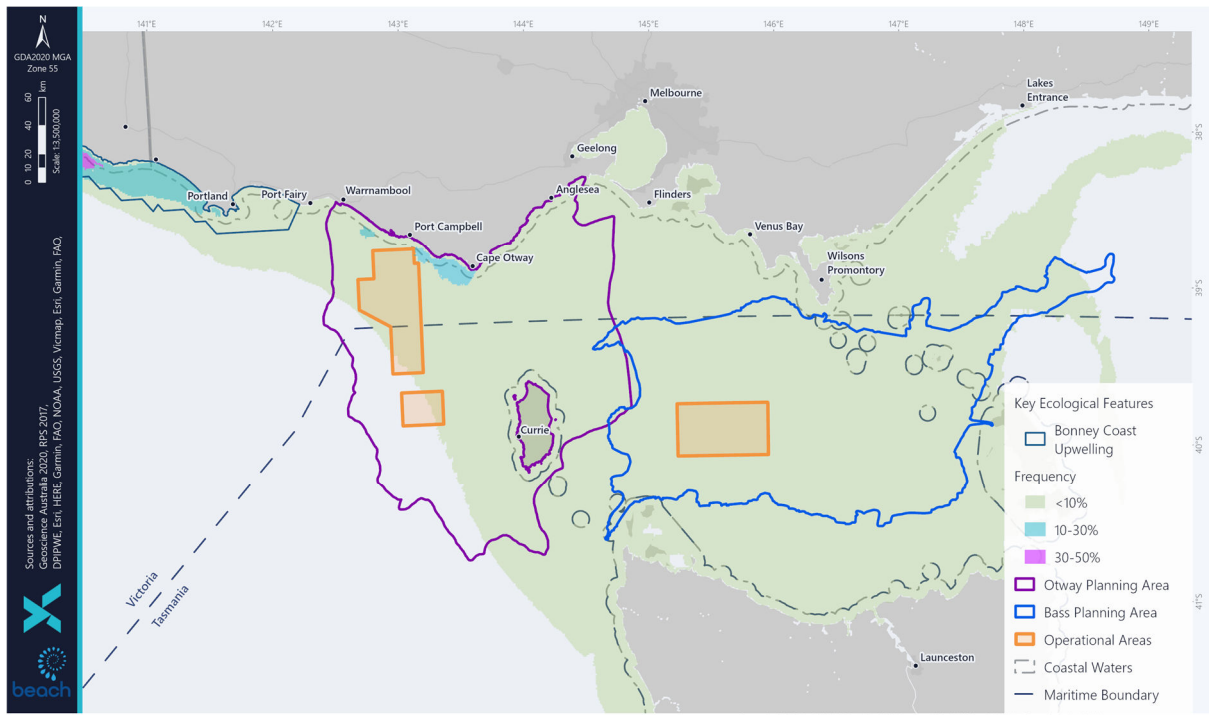 141°E
142°E
143°E
144°E
145°E
146°E
147°E
148°E
149°E
N
GDA2020 MGA
Zone 55
km
60
40
20
10
0
Scale: 1:3,500,000
Sources and attributions:
Geoscience Australia 2020, RPS 2017,
DPIPWE, Esri, HERE, Garmin, FAO, NOAA, USGS, Vicmap, Esri, Garmin, FAO,
beach
Melbourne
Lakes
Entrance
Geelong
Portland
Port Fairy
Warrnambool
Anglesea
Flinders
Port Campbell
Venus Bay
Cape Otway
Wilsons
Promontory
Currie
Launceston
Victoria
Tasmania
38°S
39°S
40°S
41°S
Key Ecological Features
Bonney Coast
Upwelling
Frequency
<10%
10-30%
30-50%
Otway Planning Area
Bass Planning Area
Operational Areas
Coastal Waters
Maritime Boundary